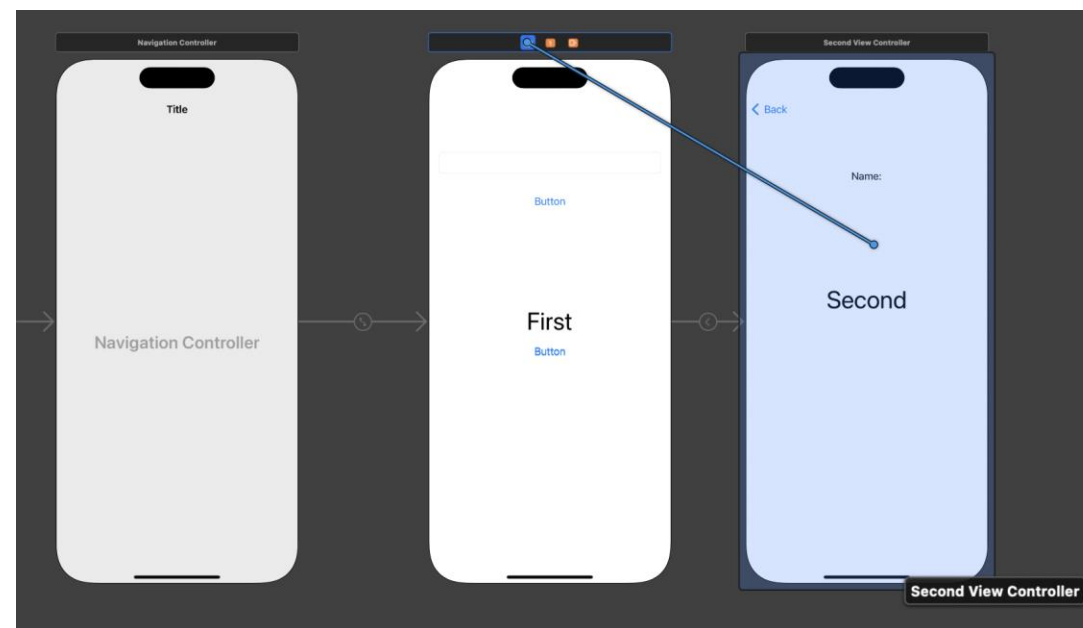 Navigation Controller
Title
Navigation Controller
Button
First
Button
Second View Controller
Back
Name:
Second
Second View Controller